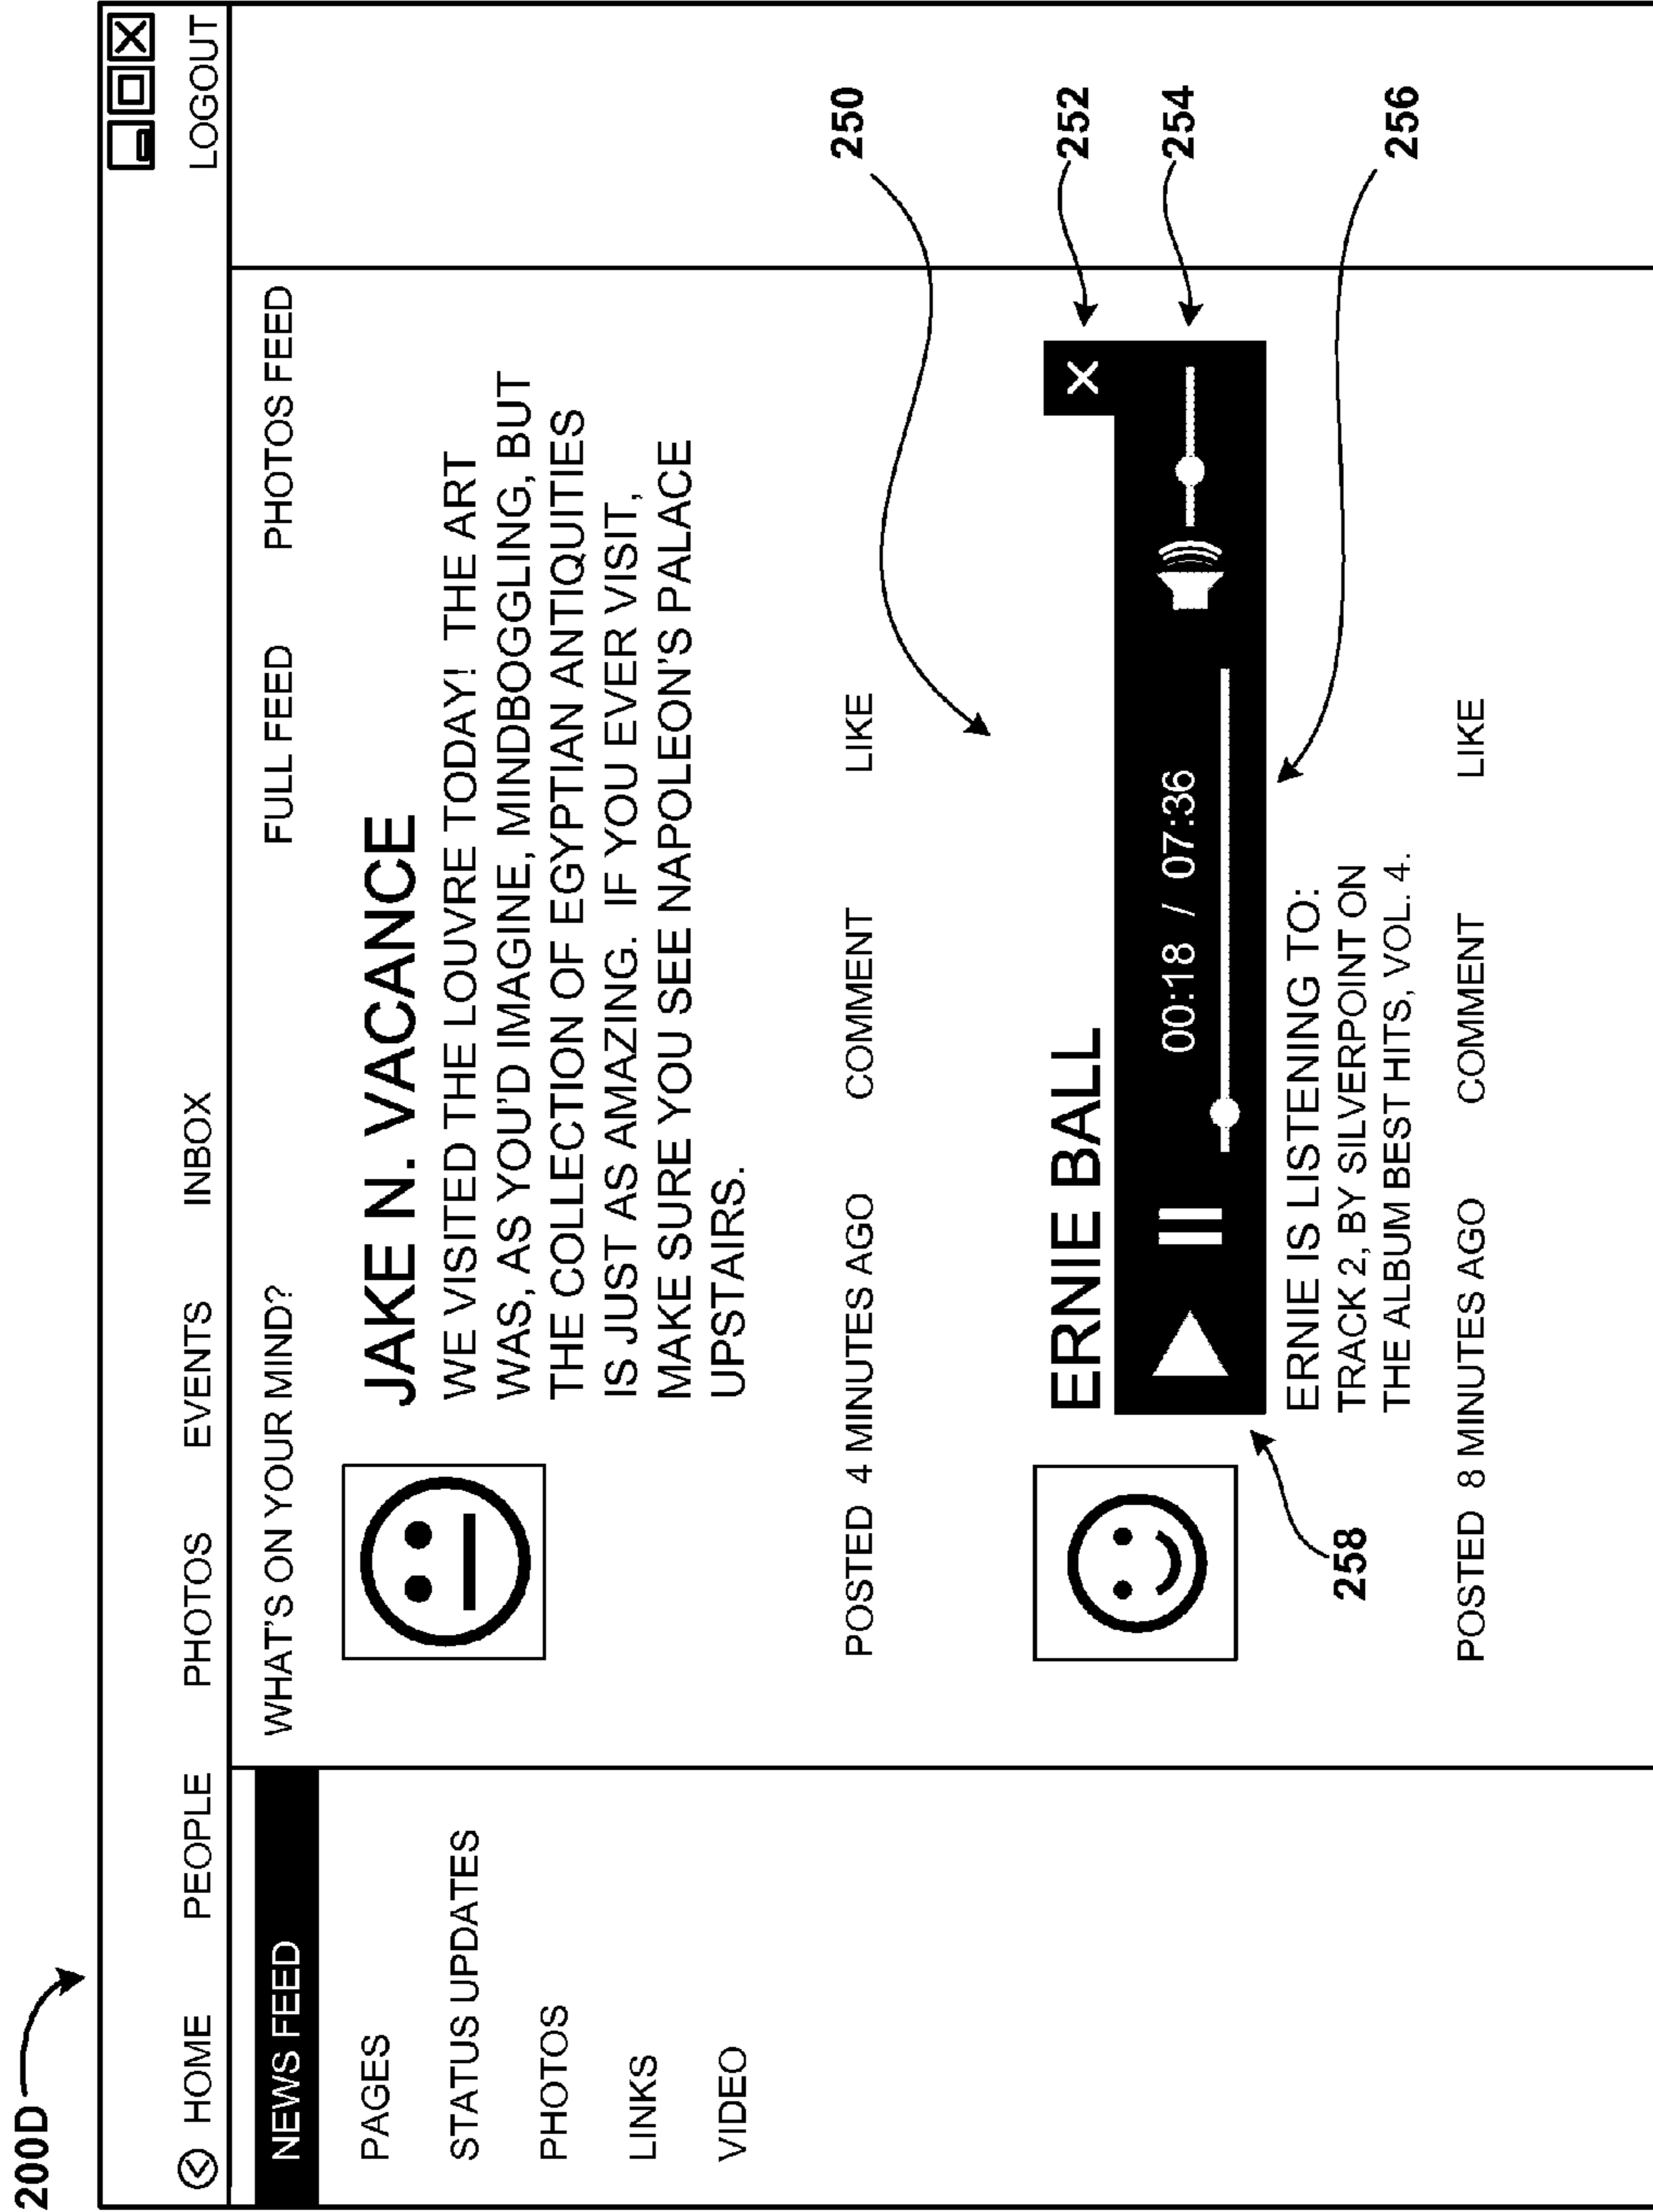 200D
HOME PEOPLE PHOTOS EVENTS INBOX LOGOUT
NEWS FEED
PAGES
STATUS UPDATES
PHOTOS
LINKS
VIDEO
WHAT'S ON YOUR MIND? FULL FEED PHOTOS FEED
JAKE N. VACANCE
WE VISITED THE LOUVRE TODAY! THE ART
WAS, AS YOU'D IMAGINE, MINDBOGGLING, BUT
THE COLLECTION OF EGYPTIAN ANTIQUITIES
IS JUST AS AMAZING. IF YOU EVER VISIT,
MAKE SURE YOU SEE NAPOLEON'S PALACE
UPSTAIRS.
POSTED 4 MINUTES AGO COMMENT LIKE
250
ERNIE BALL
X
252
00:18 / 07:36
254
258
ERNIE IS LISTENING TO:
TRACK 2, BY SILVERPOINT ON
THE ALBUM BEST HITS, VOL. 4.
256
POSTED 8 MINUTES AGO COMMENT LIKE